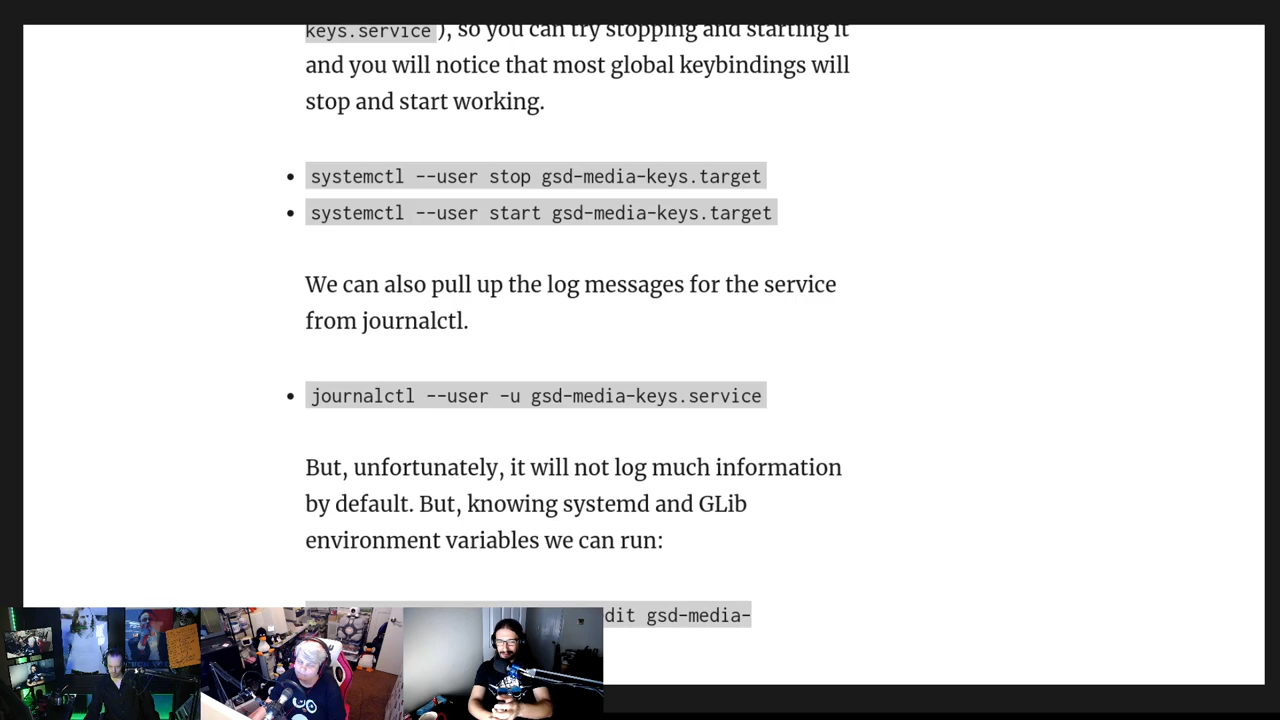 keys.service ), so you can try stopping and starting it
and you will notice that most global keybindings will
stop and start working.
• systemctl --user stop gsd-media-keys.target
• systemctl --user start gsd-media-keys.target
We can also pull up the log messages for the service
from journalctl.
• journalctl --user -u gsd-media-keys.service
But, unfortunately, it will not log much information
by default. But, knowing systemd and GLib
environment variables we can run:
dit gsd-media-